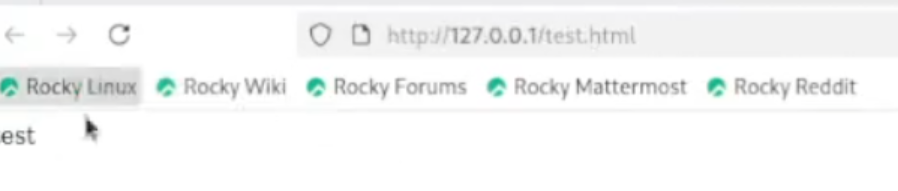 http://127.0.0.1/test.html
Rocky Linux Rocky Wiki Rocky Forums Rocky Mattermost Rocky Reddit
est